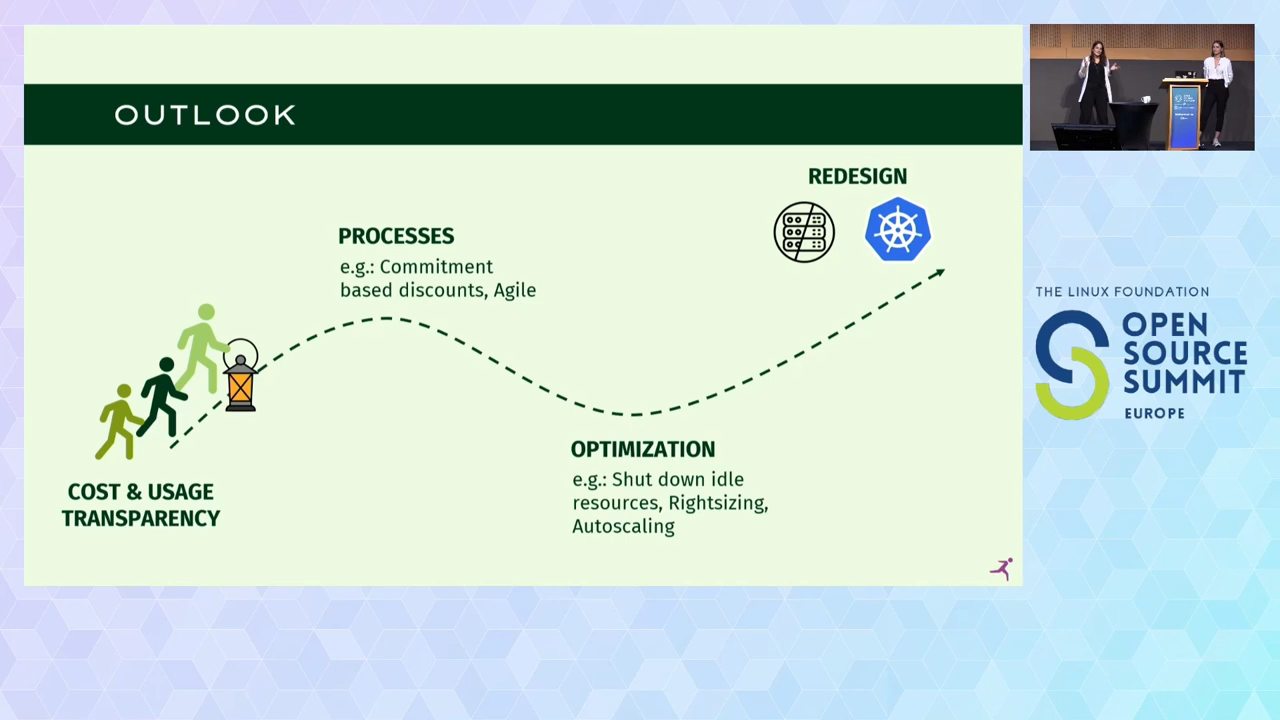 OUTLOOK
REDESIGN
PROCESSES
e.g.: Commitment
based discounts, Agile
OPTIMIZATION
e.g.: Shut down idle
resources, Rightsizing,
Autoscaling
COST & USAGE
TRANSPARENCY
THE LINUX FOUNDATION
OPEN
SOURCE
SUMMIT
EUROPE